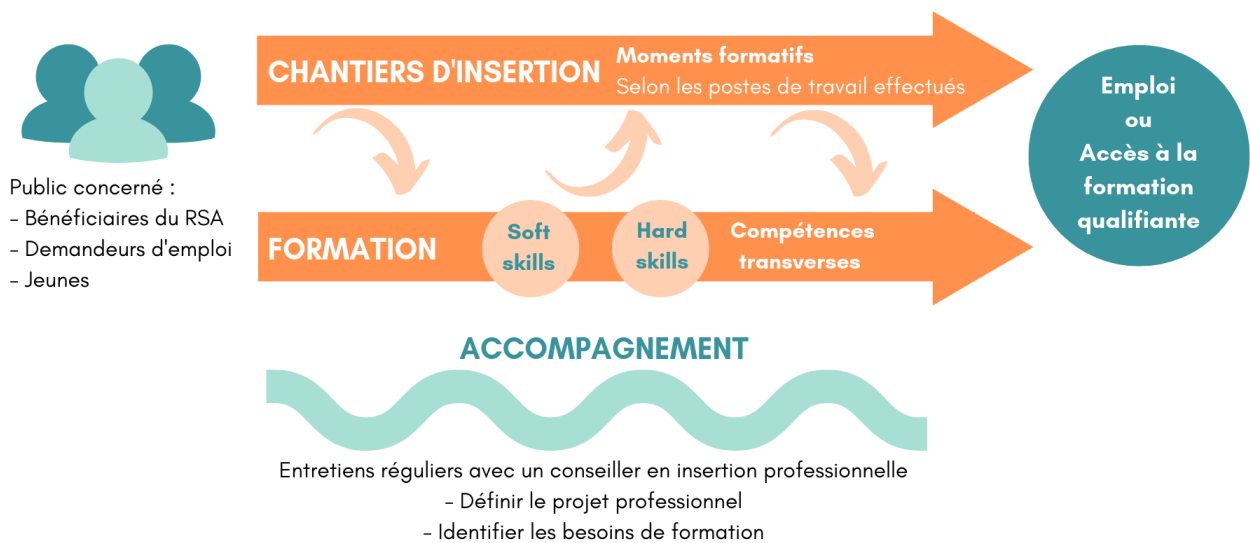 Public concerné :
- Bénéficiaires du RSA
- Demandeurs d'emploi
- Jeunes
CHANTIERS D'INSERTION
Moments formatifs
Selon les postes de travail effectués
FORMATION
Soft
skills
Hard
skills
Compétences
transverses
Emploi
ou
Accès à la
formation
qualifiante
ACCOMPAGNEMENT
Entretiens réguliers avec un conseiller en insertion professionnelle
- Définir le projet professionnel
- Identifier les besoins de formation